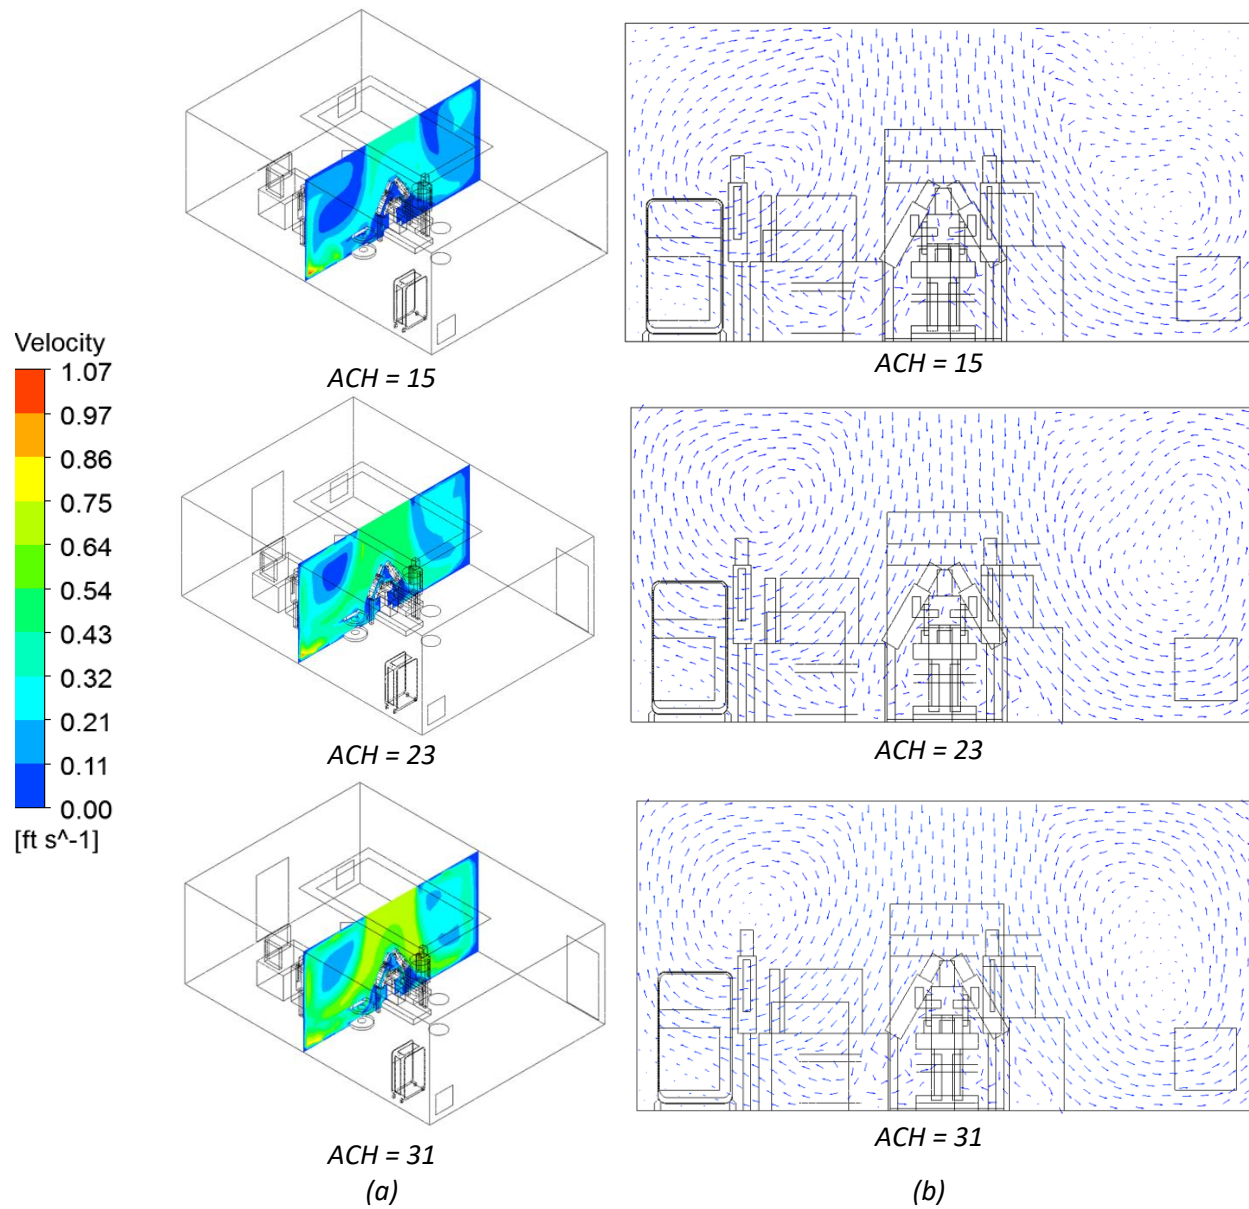 Velocity
1.07
0.97
0.86
0.75
0.64
0.54
0.43
0.32
0.21
0.11
0.00
[ft s^-1]
ACH = 15
ACH = 15
ACH = 23
ACH = 23
ACH = 31
ACH = 31
(a)
(b)